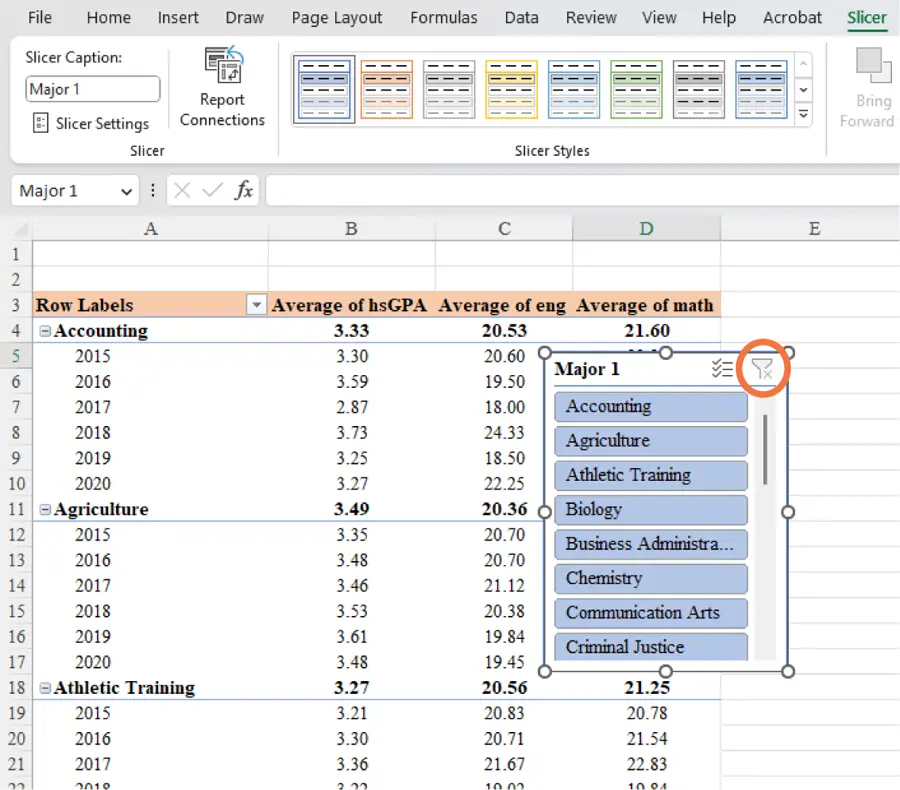 File Home Insert Draw Page Layout Formulas Data Review View Help Acrobat Slicer
Slicer Caption:
Major 1
Slicer Settings
Report
Connections
Bring
Forward
Slicer
Slicer Styles
Major 1 fx
A B C D E
1
2
3 Row Labels Average of hsGPA Average of eng Average of math
4 Accounting 3.33 20.53 21.60
5 2015 3.30 20.60
6 2016 3.59 19.50
7 2017 2.87 18.00
8 2018 3.73 24.33
9 2019 3.25 18.50
10 2020 3.27 22.25
11 Agriculture 3.49 20.36
12 2015 3.35 20.70
13 2016 3.48 20.70
14 2017 3.46 21.12
15 2018 3.53 20.38
16 2019 3.61 19.84
17 2020 3.48 19.45
18 Athletic Training 3.27 20.56 21.25
19 2015 3.21 20.83 20.78
20 2016 3.30 20.71 21.54
21 2017 3.36 21.67 22.83
22 2018 3.22 19.02 19.84
Major 1
Accounting
Agriculture
Athletic Training
Biology
Business Administra...
Chemistry
Communication Arts
Criminal Justice